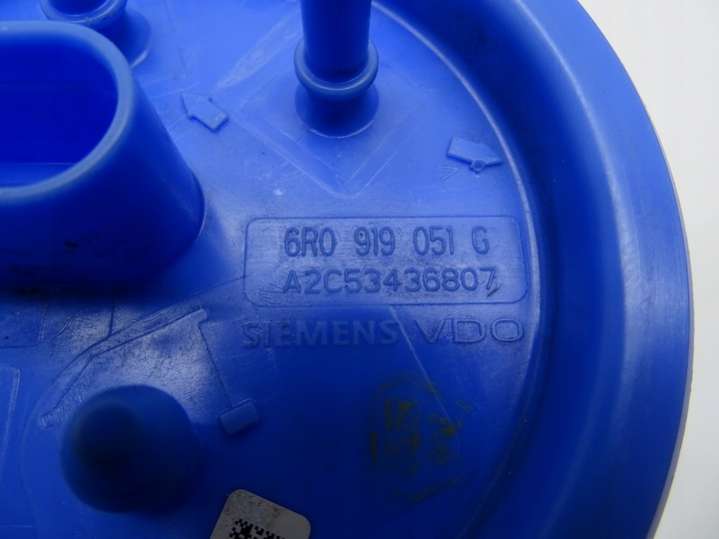 6R0 919 051 G
A2C53436807
SIEMENS VDO